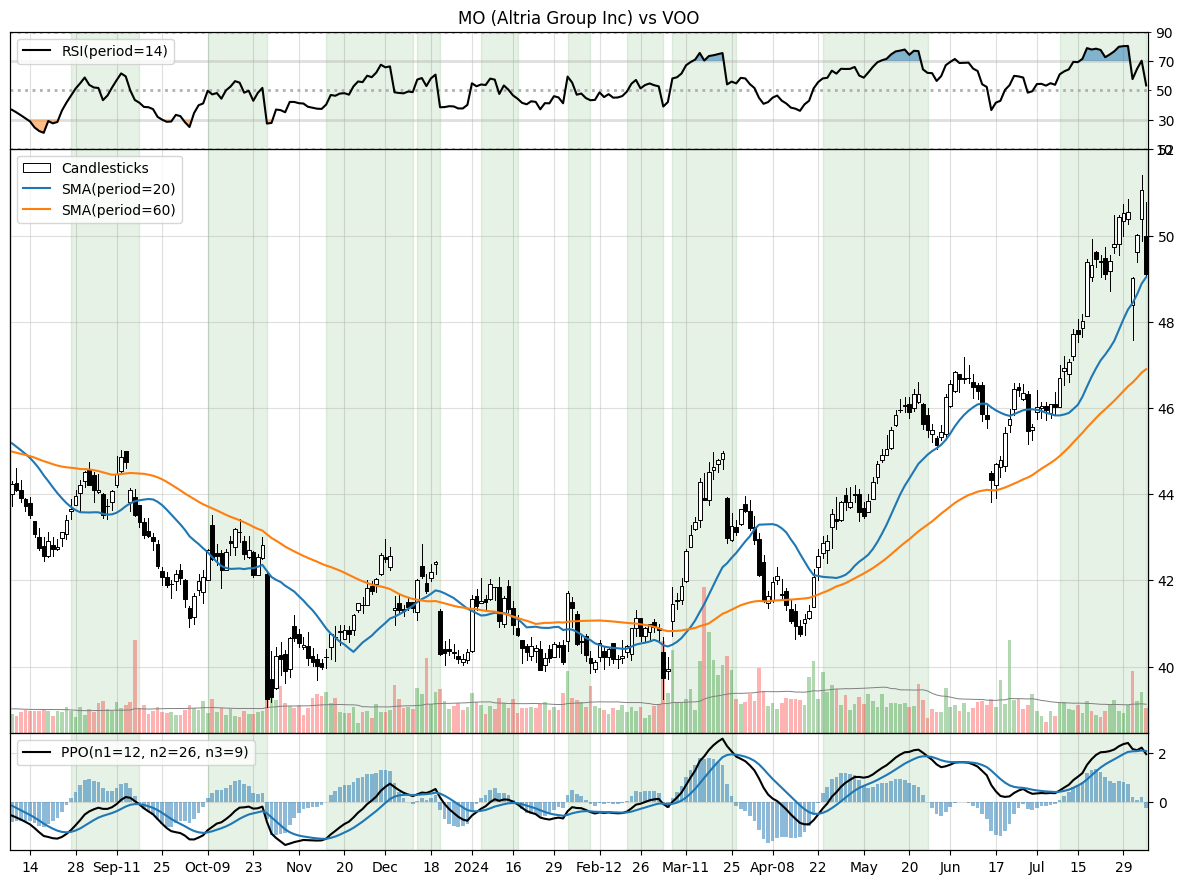 MO (Altria Group Inc) vs VOO
RSI(period=14)
90
70
50
30
10
52
Candlesticks
SMA(period=20)
SMA(period=60)
50
48
46
44
42
40
PPO(n1=12, n2=26, n3=9)
2
0
14 28 Sep-11 25 Oct-09 23 Nov 20 Dec 18 2024 16 29 Feb-12 26 Mar-11 25 Apr-08 22 May 20 Jun 17 Jul 15 29